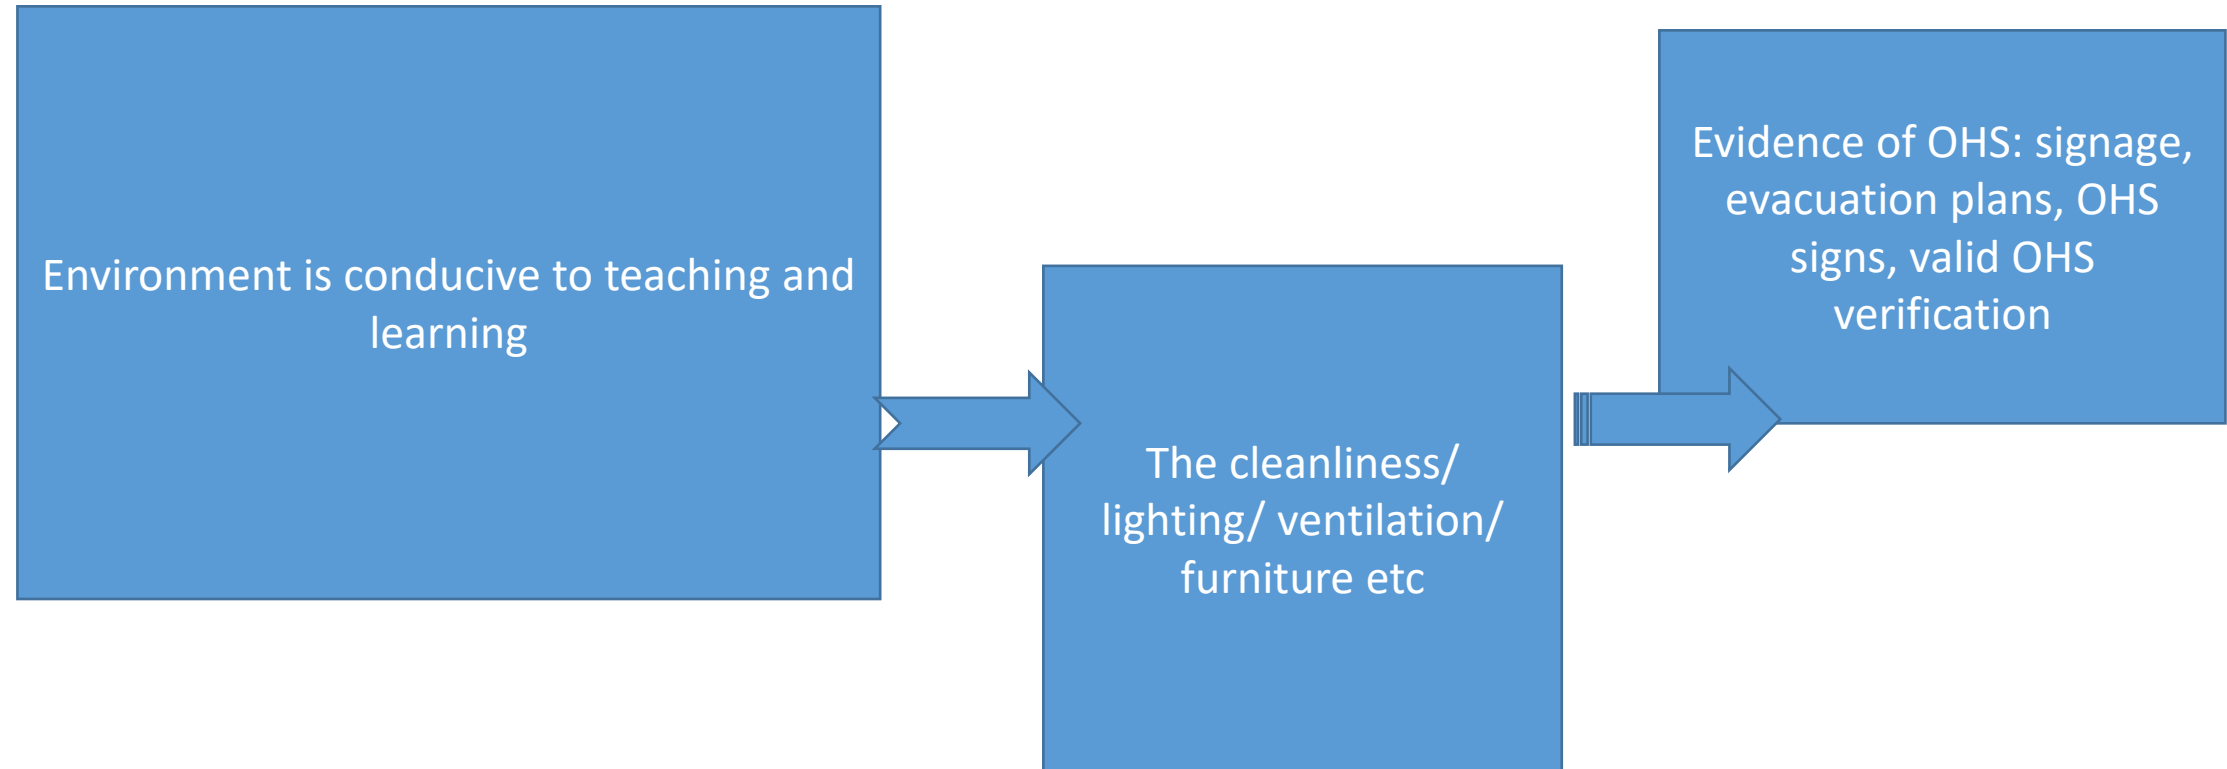 Environment is conducive to teaching and
learning
The cleanliness/
lighting/ ventilation/
furniture etc
Evidence of OHS: signage,
evacuation plans, OHS
signs, valid OHS
verification